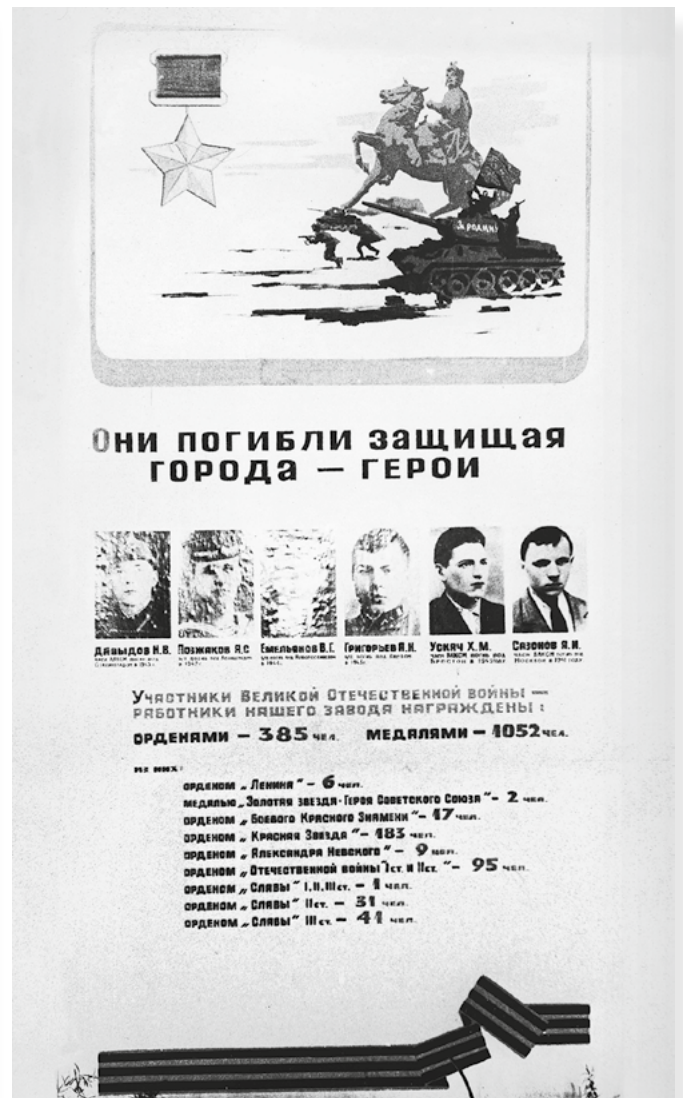 За РОДИНУ
Они погибли защищая
города — герои
Давыдов Н.В.
Позжаков Я.С
Емельянов В.Г.
Григорьев А.Н.
Ускач Х.М.
Сазонов Я.И.
Участники Великой Отечественной войны —
работники нашего завода награждены:
орденами — 385 чел. медалями — 1052 чел.
из них:
орденом „Ленина" — 6 чел.
медалью „Золотая звезда - Героя Советского Союза" — 2 чел.
орденом „Боевого Красного Знамени" — 17 чел.
орденом „Красная Звезда" — 183 чел.
орденом „Александра Невского" — 9 чел.
орденом „Отечественной войны" I ст. и II ст. "— 95 чел.
орденом „Славы" I, II, III ст. — 1 чел.
орденом „Славы" II ст. — 31 чел.
орденом „Славы" III ст. — 41 чел.